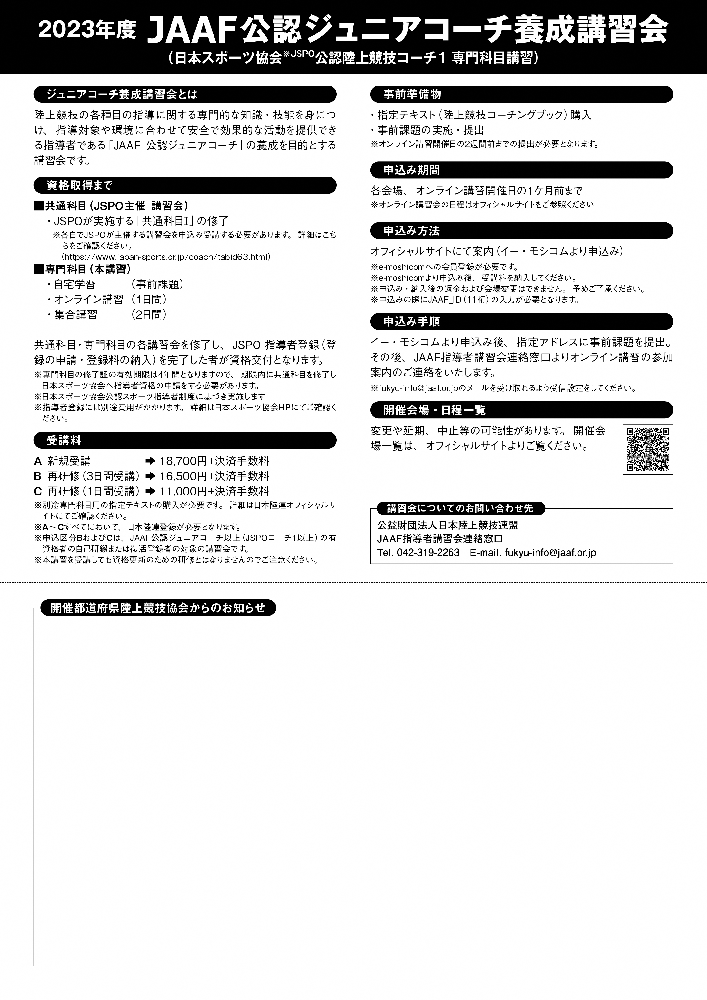 2023年度 JAAF公認ジュニアコーチ養成講習会
（日本スポーツ協会※JSPO公認陸上競技コーチ1 専門科目講習）
ジュニアコーチ養成講習会とは
陸上競技の各種目の指導に関する専門的な知識・技能を身につ
け、指導対象や環境に合わせて安全で効果的な活動を提供でき
る指導者である「JAAF 公認ジュニアコーチ」の養成を目的とする
講習会です。
資格取得まで
■共通科目（JSPO主催_講習会）
・JSPOが実施する「共通科目Ⅰ」の修了
※各自でJSPOが主催する講習会を申込み受講する必要があります。詳細はこち
らをご確認ください。
（https://www.japan-sports.or.jp/coach/tabid63.html）
■専門科目（本講習）
・自宅学習 （事前課題）
・オンライン講習 （1日間）
・集合講習 （2日間）
共通科目・専門科目の各講習会を修了し、JSPO 指導者登録（登
録の申請・登録料の納入）を完了した者が資格交付となります。
※専門科目の修了証の有効期限は4年間となりますので、期限内に共通科目を修了し
日本スポーツ協会へ指導者資格の申請をする必要があります。
※日本スポーツ協会公認スポーツ指導者制度に基づき実施します。
※指導者登録には別途費用がかかります。詳細は日本スポーツ協会HPにてご確認く
ださい。
受講料
A 新規受講 ➡ 18,700円+決済手数料
B 再研修（3日間受講）➡ 16,500円+決済手数料
C 再研修（1日間受講）➡ 11,000円+決済手数料
※別途専門科目用の指定テキストの購入が必要です。詳細は日本陸連オフィシャルサ
イトにてご確認ください。
※A～Cすべてにおいて、日本陸連登録が必要となります。
※申込区分BおよびCは、JAAF公認ジュニアコーチ以上（JSPOコーチ1以上）の有
資格者の自己研鑽または復活登録者の対象の講習会です。
※本講習を受講しても資格更新のための研修とはなりませんのでご注意ください。
事前準備物
・指定テキスト（陸上競技コーチングブック）購入
・事前課題の実施・提出
※オンライン講習開催日の2週間前までの提出が必要となります。
申込み期間
各会場、オンライン講習開催日の1ケ月前まで
※オンライン講習会の日程はオフィシャルサイトをご参照ください。
申込み方法
オフィシャルサイトにて案内（イー・モシコムより申込み）
※e-moshicomへの会員登録が必要です。
※e-moshicomより申込み後、受講料を納入してください。
※申込み・納入後の返金および会場変更はできません。予めご了承ください。
※申込みの際にJAAF_ID（11桁）の入力が必要となります。
申込み手順
イー・モシコムより申込み後、指定アドレスに事前課題を提出。
その後、JAAF指導者講習会連絡窓口よりオンライン講習の参加
案内のご連絡をいたします。
※fukyu-info@jaaf.or.jpのメールを受け取れるよう受信設定をしてください。
開催会場・日程一覧
変更や延期、中止等の可能性があります。開催会
場一覧は、オフィシャルサイトよりご覧ください。
講習会についてのお問い合わせ先
公益財団法人日本陸上競技連盟
JAAF指導者講習会連絡窓口
Tel. 042-319-2263 E-mail. fukyu-info@jaaf.or.jp
開催都道府県陸上競技協会からのお知らせ